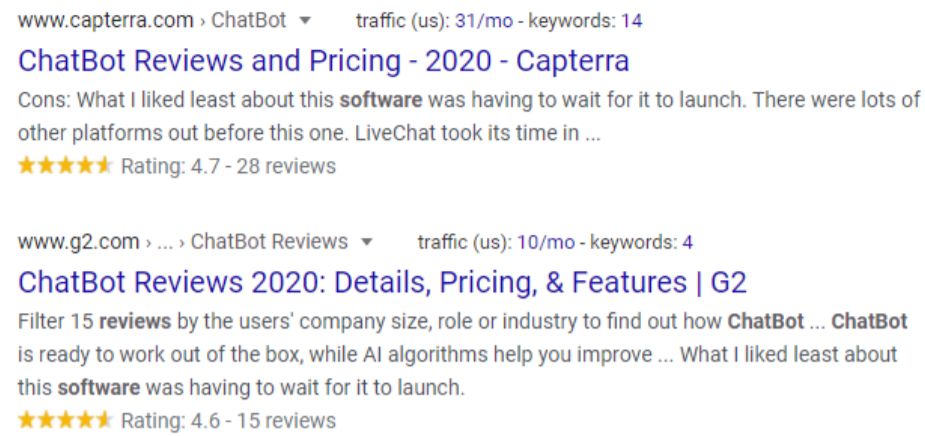 www.capterra.com › ChatBot ▼ traffic (us): 31/mo - keywords: 14
ChatBot Reviews and Pricing - 2020 - Capterra
Cons: What I liked least about this software was having to wait for it to launch. There were lots of
other platforms out before this one. LiveChat took its time in ...
Rating: 4.7 - 28 reviews
www.g2.com › ... › ChatBot Reviews ▼ traffic (us): 10/mo - keywords: 4
ChatBot Reviews 2020: Details, Pricing, & Features | G2
Filter 15 reviews by the users' company size, role or industry to find out how ChatBot ... ChatBot
is ready to work out of the box, while AI algorithms help you improve ... What I liked least about
this software was having to wait for it to launch.
Rating: 4.6 - 15 reviews